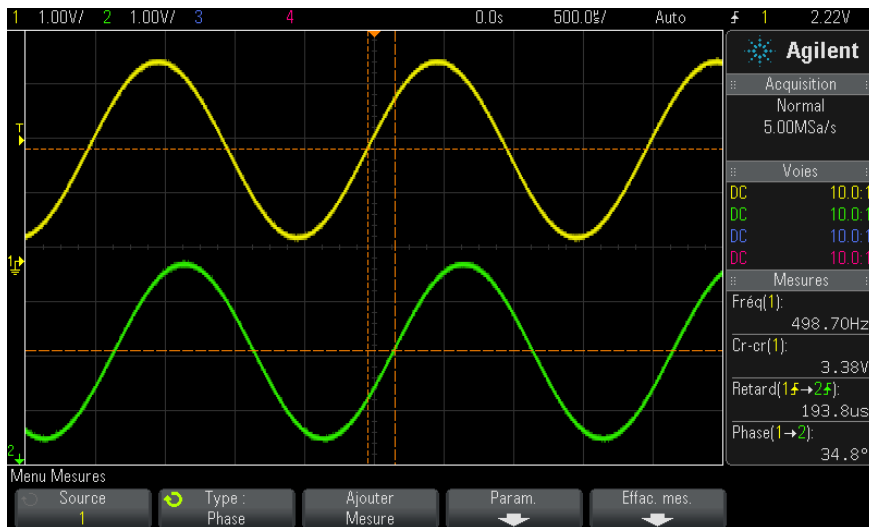 1 1.00V/ 2 1.00V/ 3 4 0.0s 500.0us/ Auto 1 2.22V
Agilent
Acquisition
Normal
5.00MSa/s
Voies
DC 10.0:1
DC 10.0:1
DC 10.0:1
DC 10.0:1
Mesures
Fréq(1):
498.70Hz
Cr-cr(1):
3.38V
Retard(1→2):
193.8us
Phase(1→2):
34.8°
T
1
2
Menu Mesures
Source
1
Type :
Phase
Ajouter
Mesure
Param.
Effac. mes.